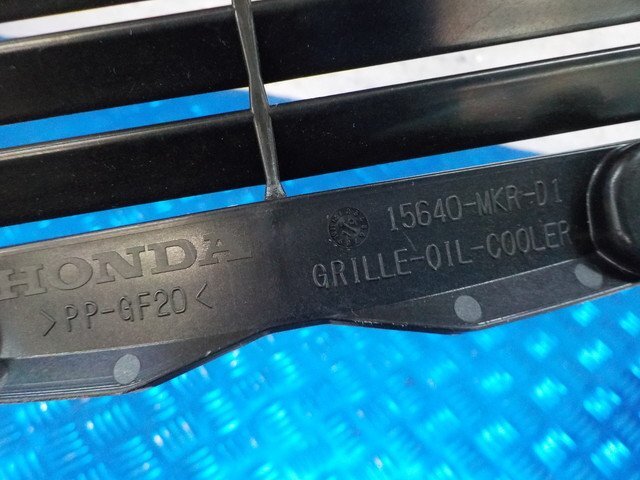 HONDA
>PP-GF20<
15640-MKR-D1
GRILLE-OIL-COOLER